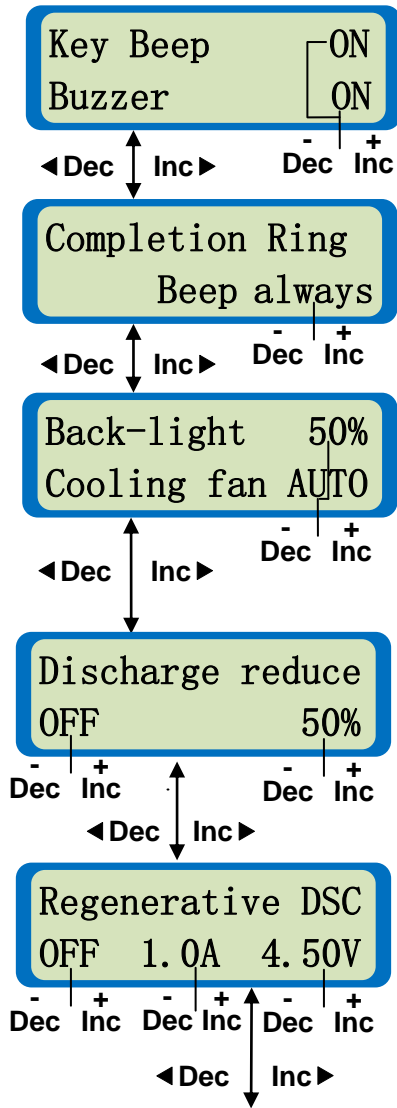 Key Beep ON
Buzzer ON
- +
Dec Inc
◄Dec Inc►
Completion Ring
Beep always
- +
Dec Inc
◄Dec Inc►
Back-light 50%
Cooling fan AUTO
- +
Dec Inc
◄Dec Inc►
Discharge reduce
OFF 50%
- + - +
Dec Inc Dec Inc
◄Dec Inc►
Regenerative DSC
OFF 1.0A 4.50V
- + - + - +
Dec Inc Dec Inc Dec Inc
◄Dec Inc►